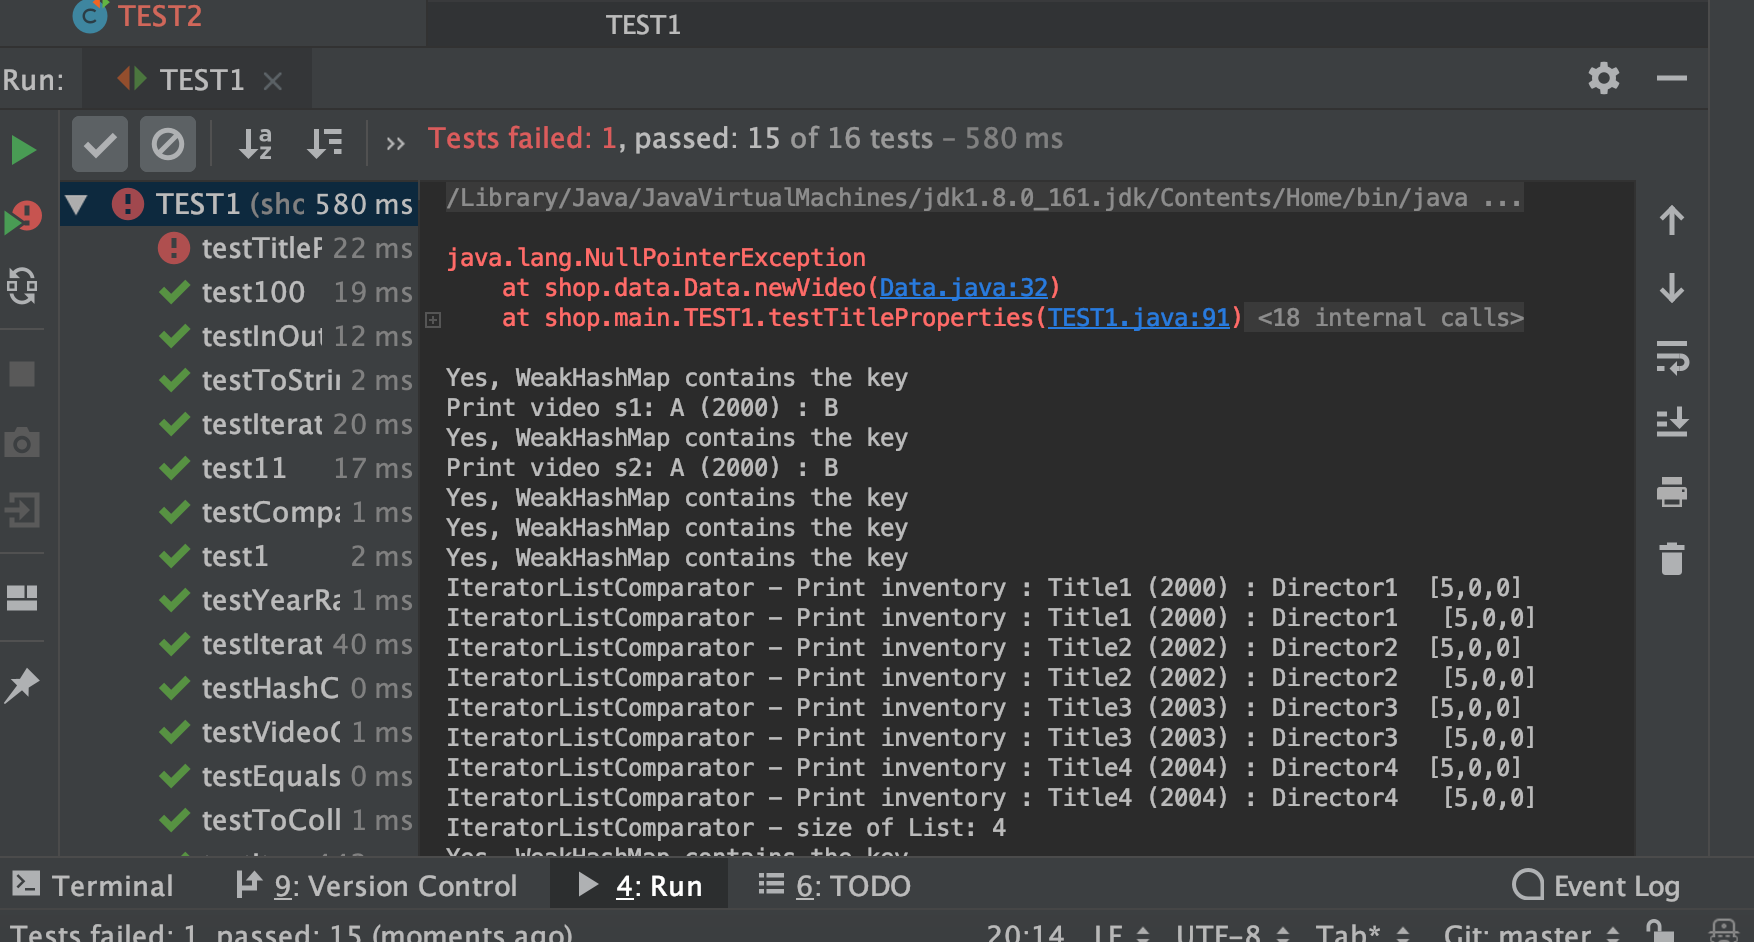 C TEST2
TEST1
Run: TEST1
Tests failed: 1, passed: 15 of 16 tests – 580 ms
TEST1 (sho 580 ms
testTitleP 22 ms
test100 19 ms
testInOut 12 ms
testToStrin 2 ms
testIterat 20 ms
test11 17 ms
testCompa 1 ms
test1 2 ms
testYearRa 1 ms
testIterat 40 ms
testHashC 0 ms
testVideoO 1 ms
testEquals 0 ms
testToColl 1 ms
/Library/Java/JavaVirtualMachines/jdk1.8.0_161.jdk/Contents/Home/bin/java ...
java.lang.NullPointerException
at shop.data.Data.newVideo(Data.java:32)
at shop.main.TEST1.testTitleProperties(TEST1.java:91) <18 internal calls>
Yes, WeakHashMap contains the key
Print video s1: A (2000) : B
Yes, WeakHashMap contains the key
Print video s2: A (2000) : B
Yes, WeakHashMap contains the key
Yes, WeakHashMap contains the key
Yes, WeakHashMap contains the key
IteratorListComparator – Print inventory : Title1 (2000) : Director1 [5,0,0]
IteratorListComparator – Print inventory : Title1 (2000) : Director1 [5,0,0]
IteratorListComparator – Print inventory : Title2 (2002) : Director2 [5,0,0]
IteratorListComparator – Print inventory : Title2 (2002) : Director2 [5,0,0]
IteratorListComparator – Print inventory : Title3 (2003) : Director3 [5,0,0]
IteratorListComparator – Print inventory : Title3 (2003) : Director3 [5,0,0]
IteratorListComparator – Print inventory : Title4 (2004) : Director4 [5,0,0]
IteratorListComparator – Print inventory : Title4 (2004) : Director4 [5,0,0]
IteratorListComparator – size of List: 4
Yes, WeakHashMap contains the key
Terminal 9: Version Control 4: Run 6: TODO Event Log
Tests failed: 1, passed: 15 (moments ago) 20:14 LF UTF-8 Tab* Git: master